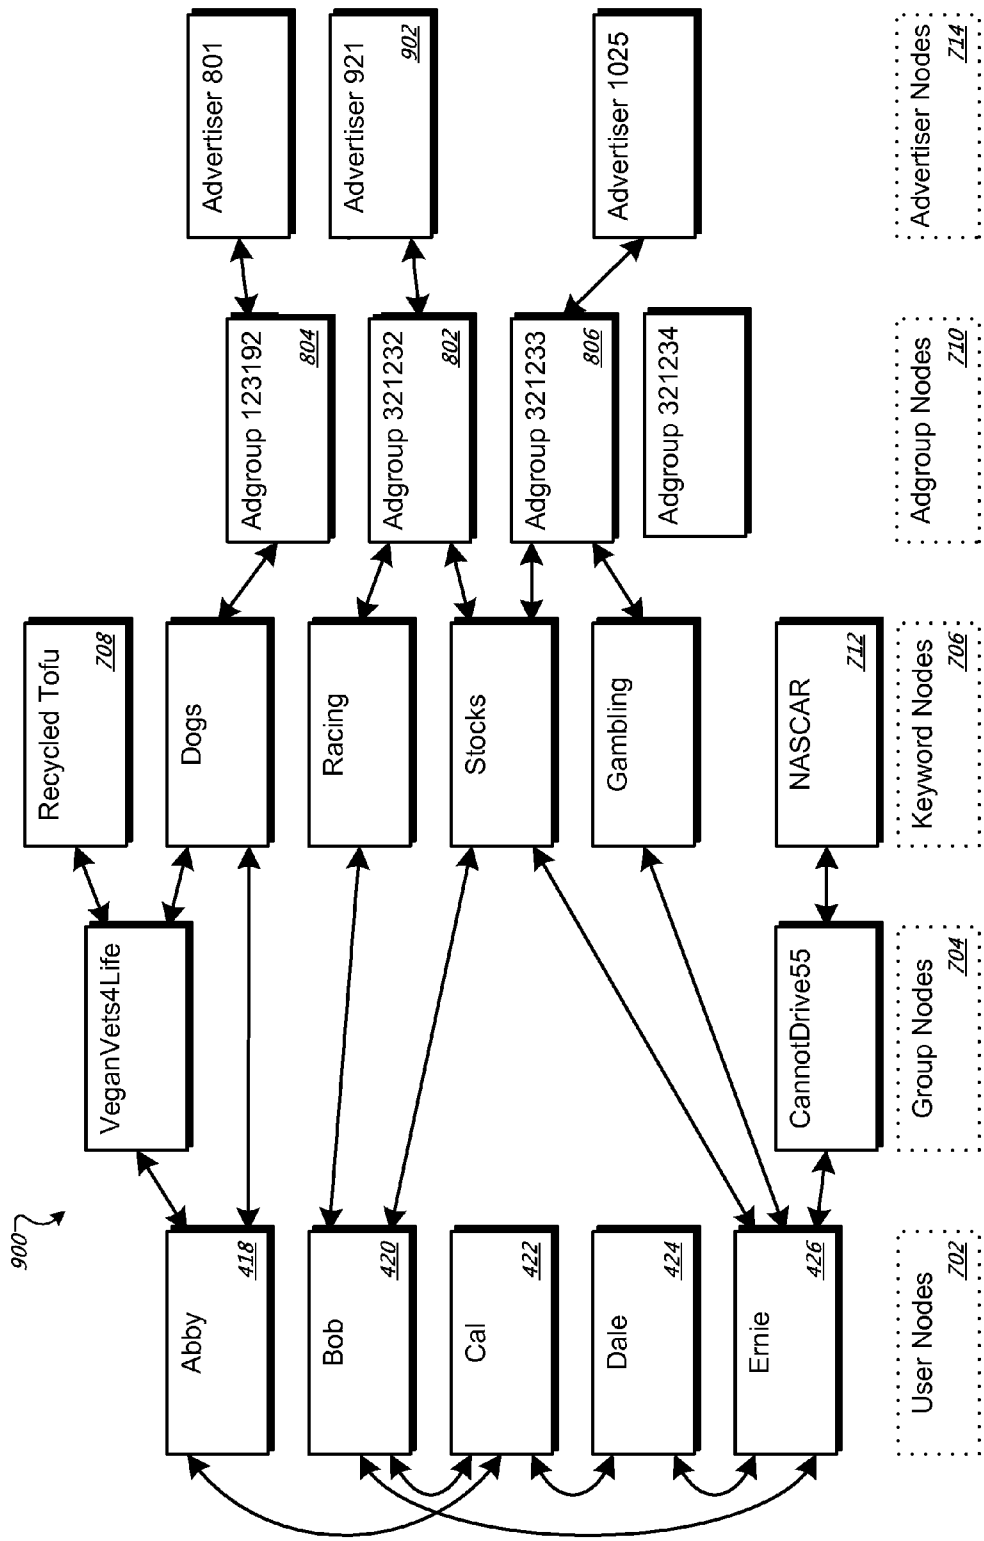 900
Abby
418
Bob
420
Cal
422
Dale
424
Ernie
426
User Nodes
702
VeganVets4Life
CannotDrive55
Group Nodes
704
Recycled Tofu
708
Dogs
Racing
Stocks
Gambling
NASCAR
712
Keyword Nodes
706
Adgroup 123192
804
Adgroup 321232
802
Adgroup 321233
806
Adgroup 321234
Adgroup Nodes
710
Advertiser 801
Advertiser 921
902
Advertiser 1025
Advertiser Nodes
714